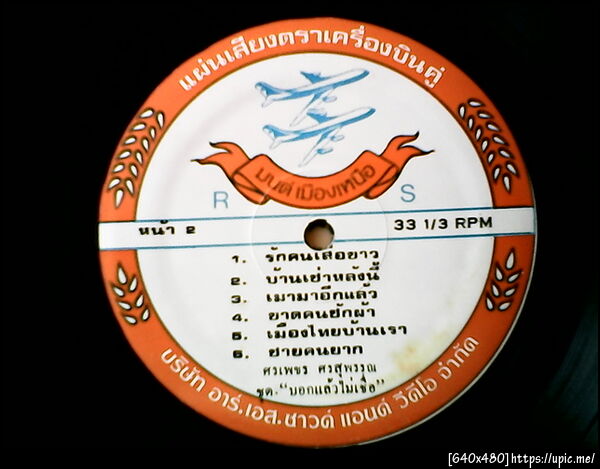 แผ่นเสียงตราเครื่องบินคู่
มนต์เมืองเหนือ
R S
หน้า ๒ 33 1/3 RPM
1. รักคนเสื้อขาว
2. บ้านเช่าหลังนี้
3. เมามาอีกแล้ว
4. ขาดคนซักผ้า
5. เมืองไทยบ้านเรา
6. ชายคนยาก
ศรเพชร ศรสุพรรณ
ชุด "บอกแล้วไม่เชื่อ"
บริษัท อาร์.เอส.ซาวด์ แอนด์ วีดีโอ จำกัด
[640x480]https://upic.me/